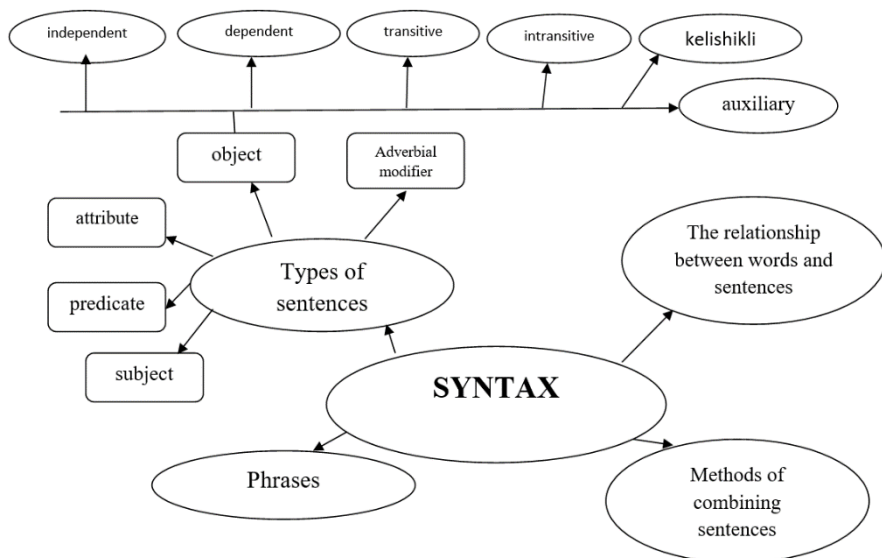 independent
dependent
transitive
intransitive
kelishikli
auxiliary
object
Adverbial
modifier
attribute
Types of
sentences
The relationship
between words and
sentences
predicate
subject
SYNTAX
Phrases
Methods of
combining
sentences